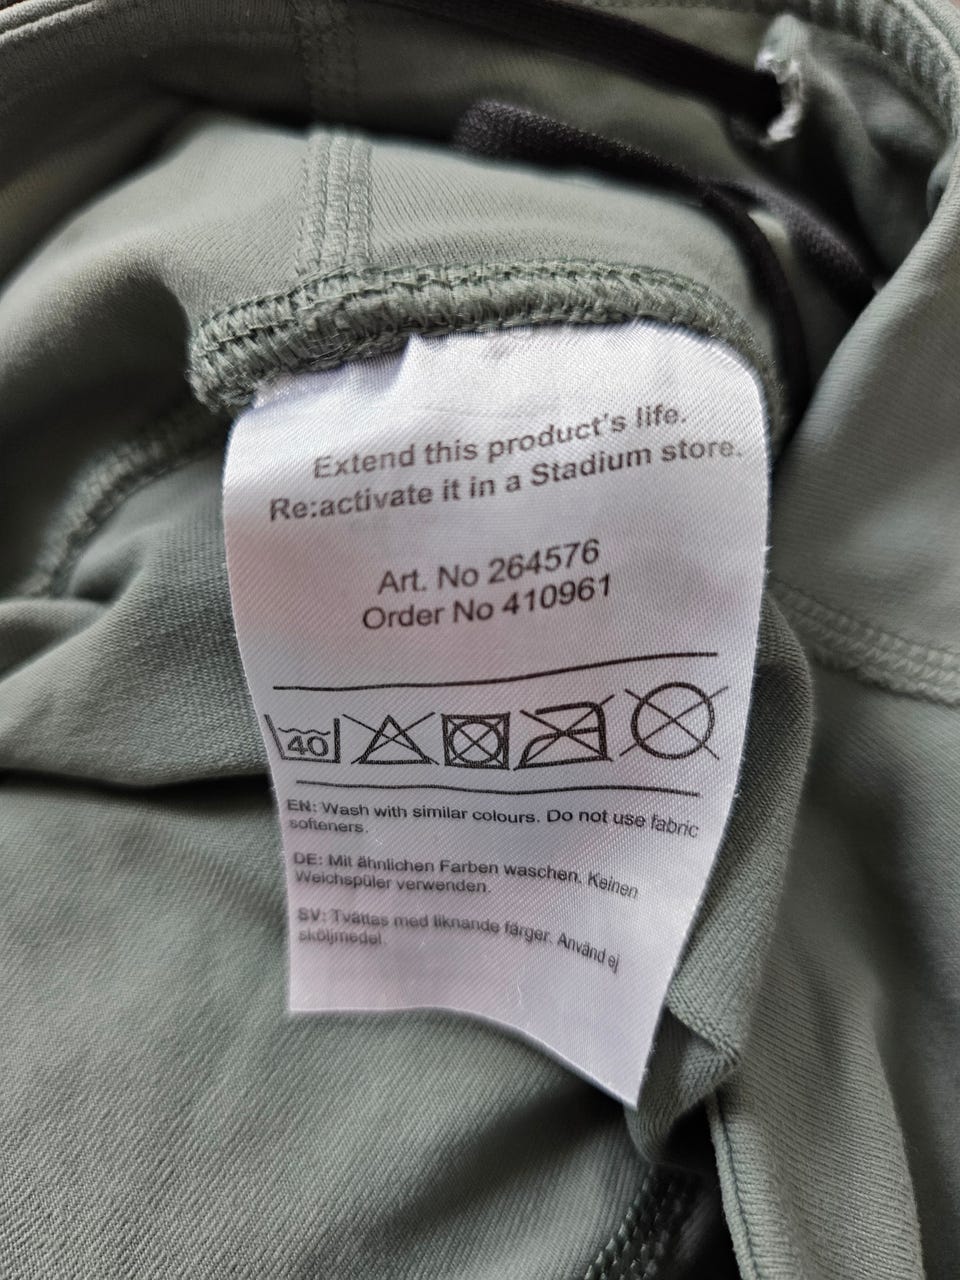 Extend this product's life.
Re:activate it in a Stadium store.
Art. No 264576
Order No 410961
40
EN: Wash with similar colours. Do not use fabric
softeners.
DE: Mit ähnlichen Farben waschen. Keinen
Weichspüler verwenden.
SV: Tvättas med liknande färger. Använd ej
sköljmedel.